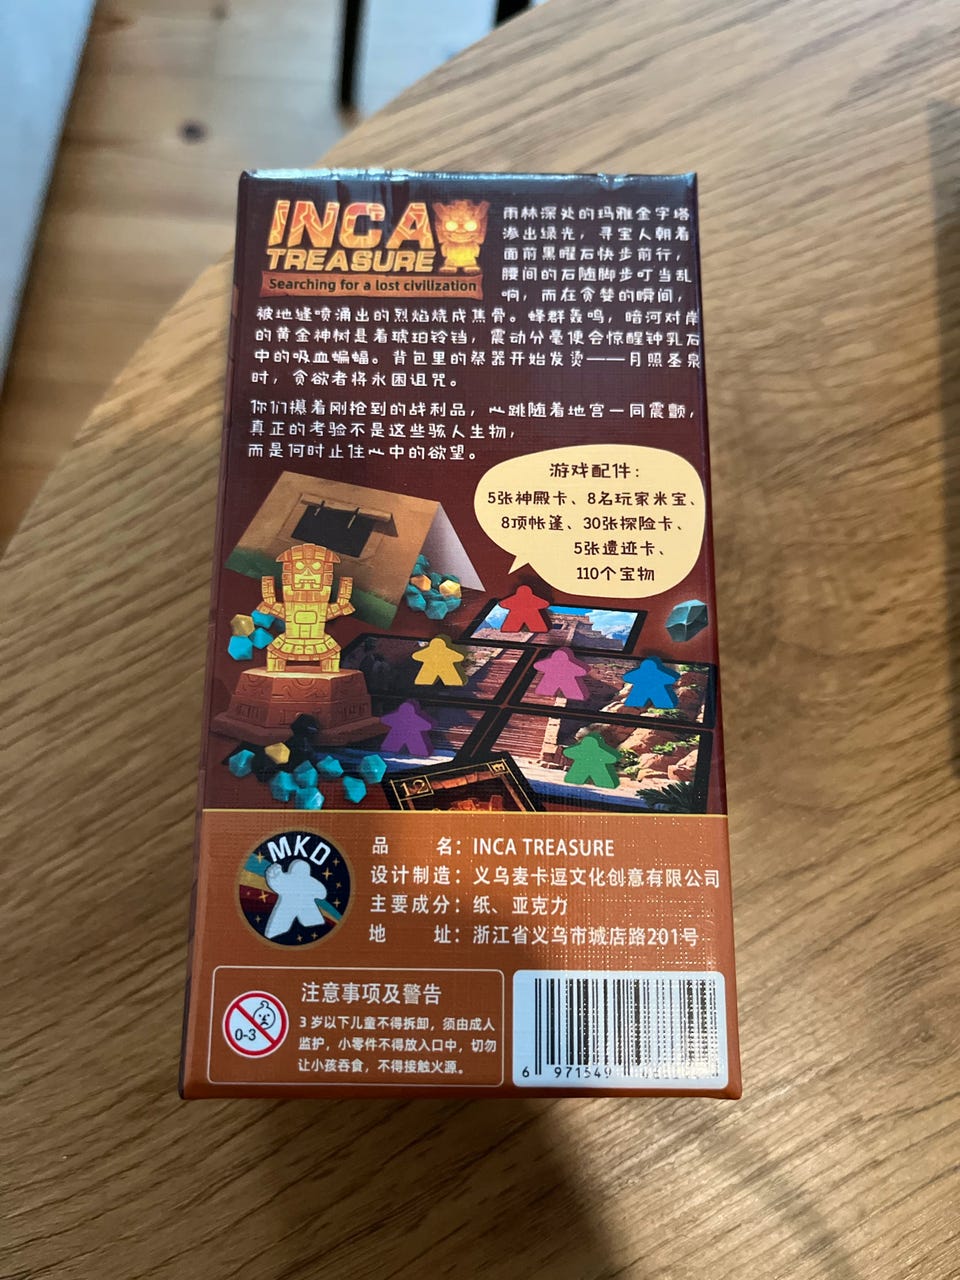 INCA
TREASURE
Searching for a lost civilization
雨林深处的玛雅金字塔
渗出绿光，寻宝人朝着
面前黑曜石快步前行，
腰间的石随脚步叮当乱
响，而在贪婪的瞬间，
被地缝喷涌出的烈焰烧成焦骨。蜂群轰鸣，暗河对岸
的黄金神树是着琥珀铃铛，震动分毫便会惊醒钟乳石
中的吸血蝙蝠。背包里的祭器开始发烫——月照圣泉
时，贪欲者将永困诅咒。
你们攥着刚抢到的战利品，心跳随着地宫一同震颤，
真正的考验不是这些骇人生物，
而是何时止住心中的欲望。
游戏配件：
5张神殿卡、8名玩家米宝、
8顶帐篷、30张探险卡、
5张遗迹卡、
110个宝物
12
MKD
品 名：INCA TREASURE
设计制造：义乌麦卡逗文化创意有限公司
主要成分：纸、亚克力
地 址：浙江省义乌市城店路201号
注意事项及警告
0-3
3岁以下儿童不得拆卸，须由成人
监护，小零件不得放入口中，切勿
让小孩吞食，不得接触火源。
6 971549